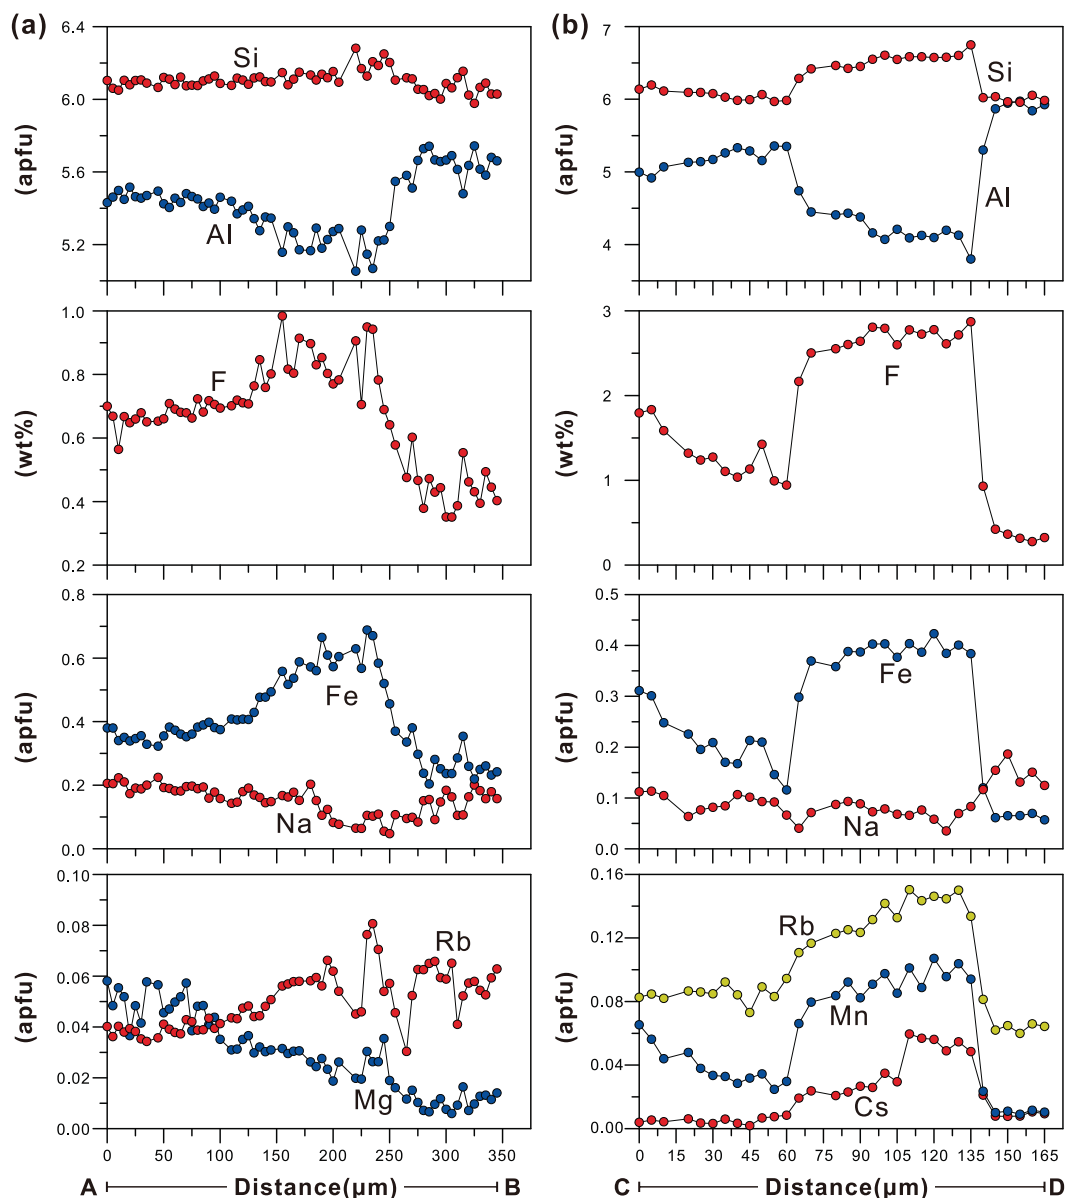 (a)
6.4
6.0
5.6
5.2
(apfu)
(apfu)
Si
Al
1.0
0.8
0.6
0.4
0.2
(wt%)
F
0.8
0.6
0.4
0.2
0.0
(apfu)
Fe
Na
0.10
0.08
0.06
0.04
0.02
0.00
(apfu)
Rb
Mg
0 50 100 150 200 250 300 350
A Distance(μm) B
(b)
7
6
5
4
(apfu)
(apfu)
Si
Al
3
2
1
0
(wt%)
F
0.5
0.4
0.3
0.2
0.1
0.0
(apfu)
Fe
Na
0.16
0.12
0.08
0.04
0.00
(apfu)
Rb
Mn
Cs
0 15 30 45 60 75 90 105 120 135 150 165
C Distance(μm) D